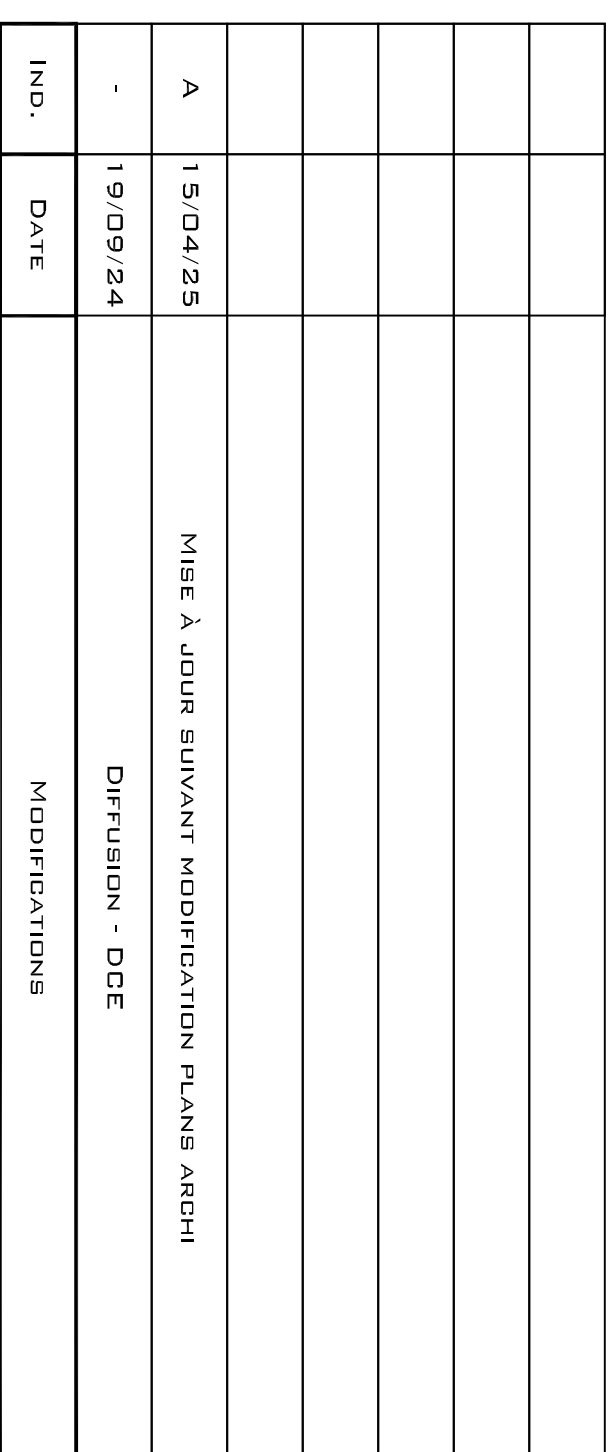 A 15/04/25 Mise à jour suivant modification plans archi
- 19/09/24 Diffusion - DCE
Ind. Date Modifications